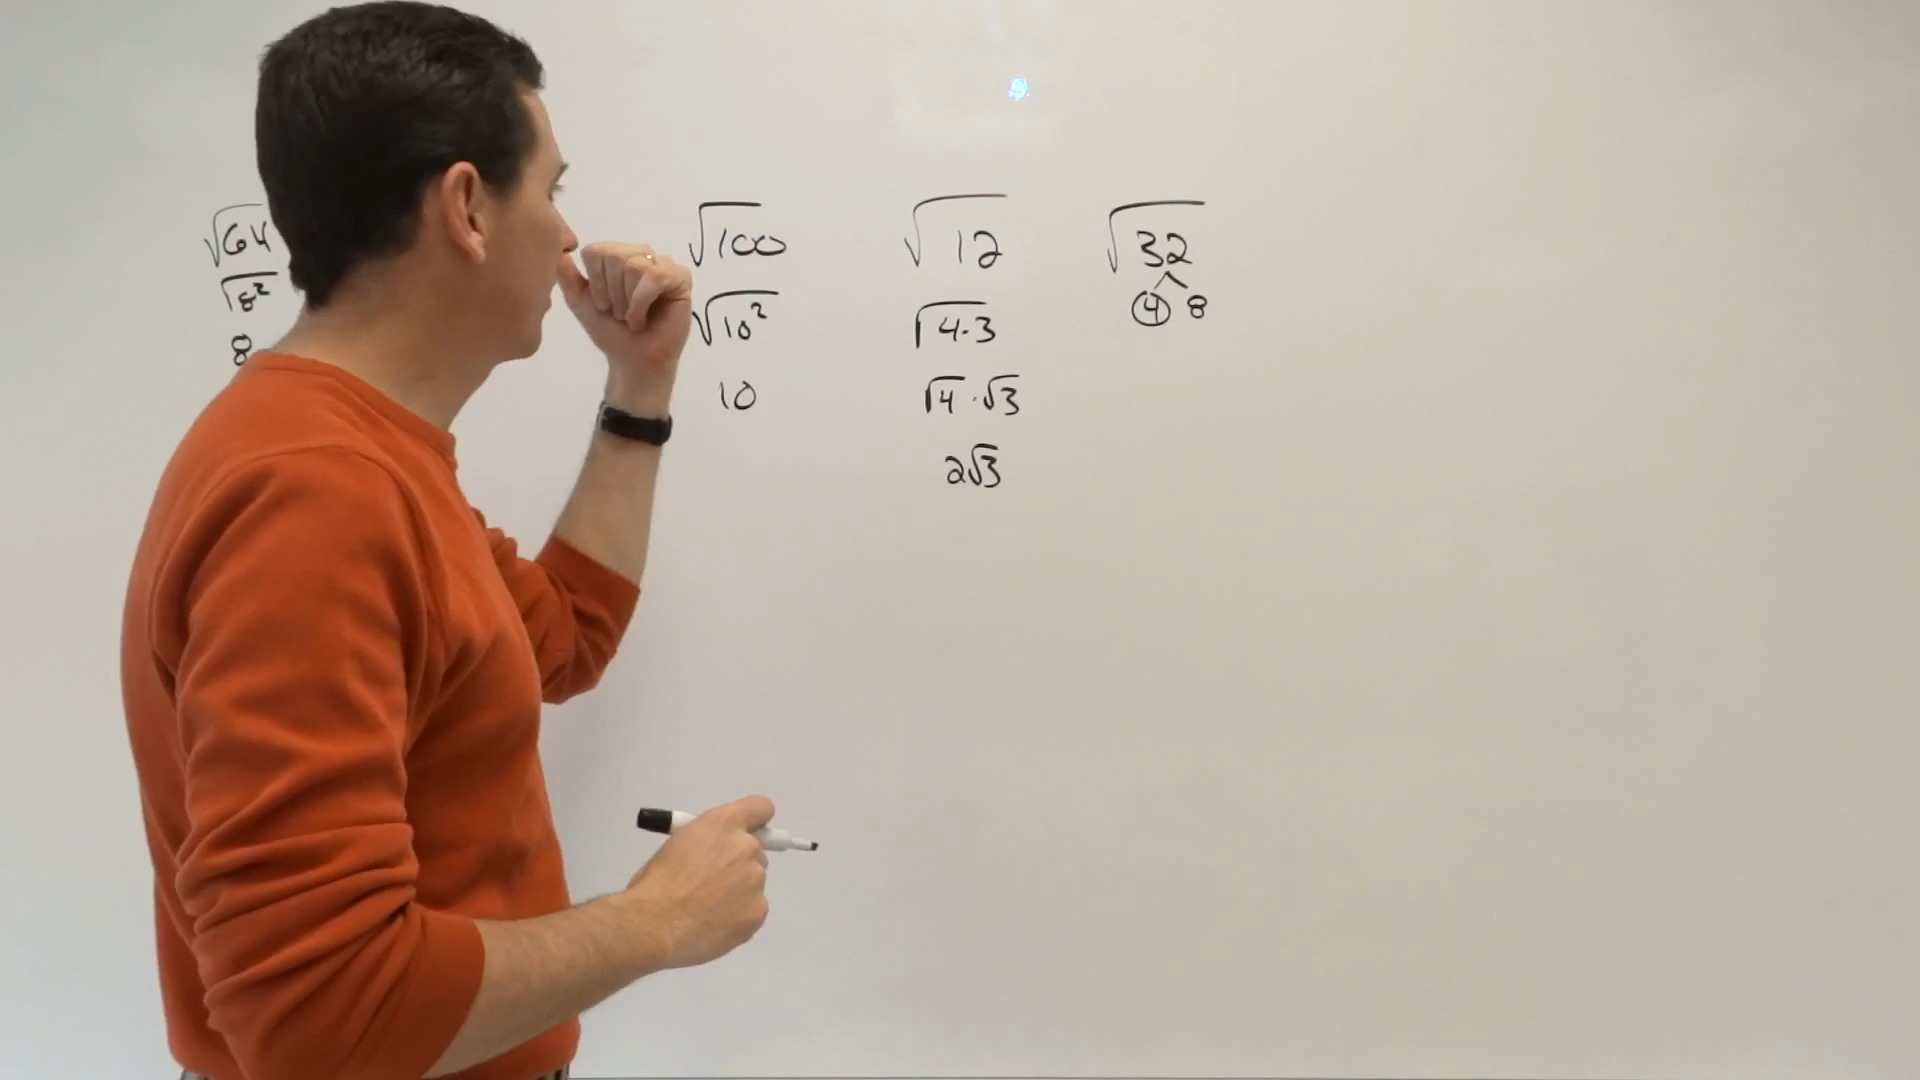 √64 √100 √12 √32
√8² √10² √4·3 4 8
8 10 √4 · √3
2√3